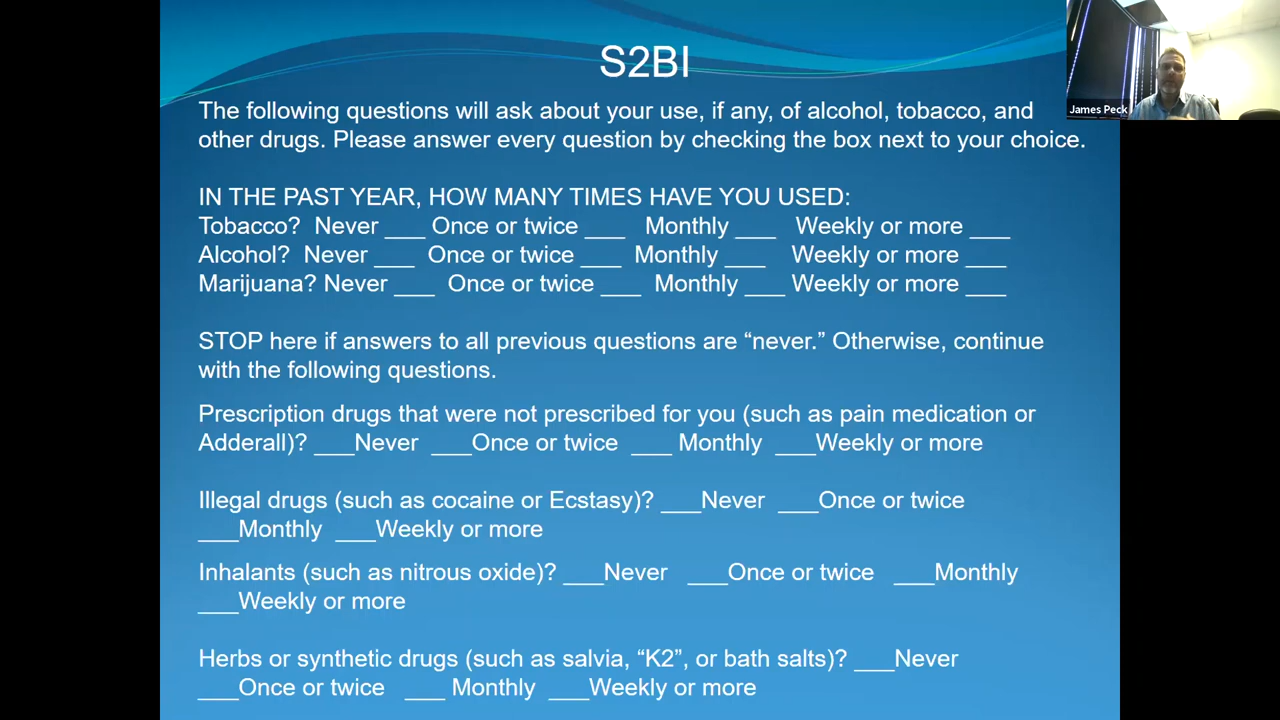 S2BI
James Peck
The following questions will ask about your use, if any, of alcohol, tobacco, and
other drugs. Please answer every question by checking the box next to your choice.
IN THE PAST YEAR, HOW MANY TIMES HAVE YOU USED:
Tobacco? Never ___ Once or twice ___ Monthly ___ Weekly or more ___
Alcohol? Never ___ Once or twice ___ Monthly ___ Weekly or more ___
Marijuana? Never ___ Once or twice ___ Monthly ___ Weekly or more ___
STOP here if answers to all previous questions are “never.” Otherwise, continue
with the following questions.
Prescription drugs that were not prescribed for you (such as pain medication or
Adderall)? ___Never ___Once or twice ___ Monthly ___Weekly or more
Illegal drugs (such as cocaine or Ecstasy)? ___Never ___Once or twice
___Monthly ___Weekly or more
Inhalants (such as nitrous oxide)? ___Never ___Once or twice ___Monthly
___Weekly or more
Herbs or synthetic drugs (such as salvia, “K2”, or bath salts)? ___Never
___Once or twice ___ Monthly ___Weekly or more